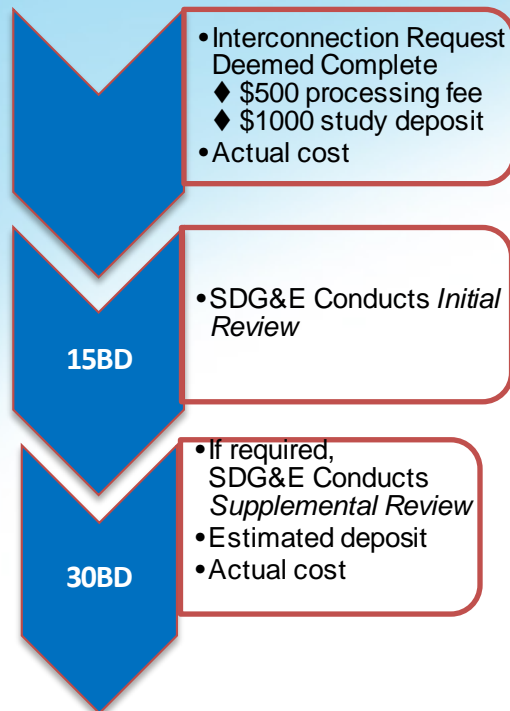 •Interconnection Request
Deemed Complete
♦ $500 processing fee
♦ $1000 study deposit
•Actual cost
15BD
•SDG&E Conducts Initial
Review
30BD
•If required,
SDG&E Conducts
Supplemental Review
•Estimated deposit
•Actual cost